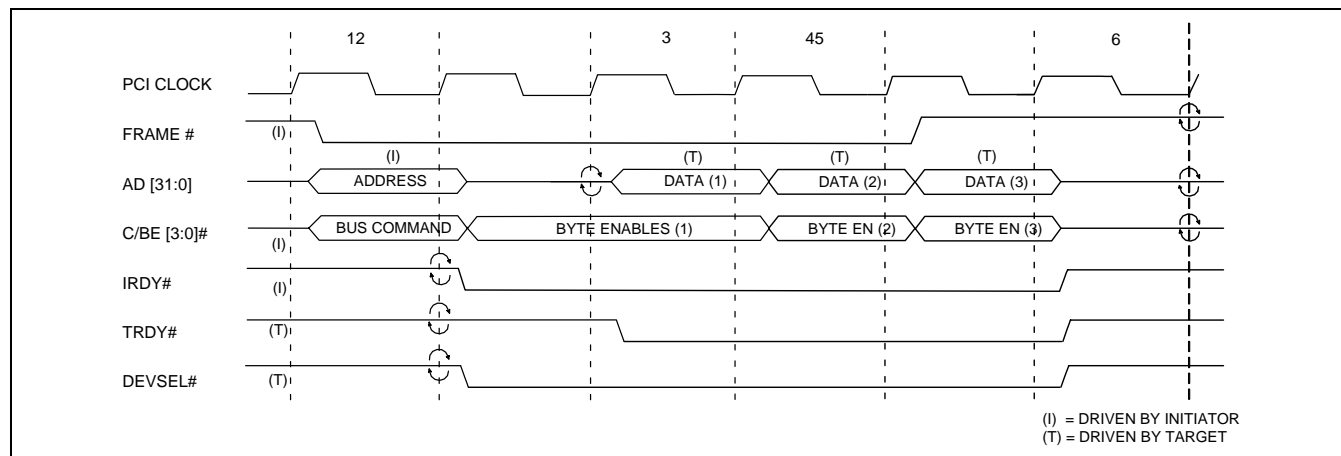 12 3 45 6
PCI CLOCK
FRAME # (I)
(I) (T) (T) (T)
AD [31:0] ADDRESS DATA (1) DATA (2) DATA (3)
C/BE [3:0]# (I) BUS COMMAND BYTE ENABLES (1) BYTE EN (2) BYTE EN (3)
IRDY# (I)
TRDY# (T)
DEVSEL# (T)
(I) = DRIVEN BY INITIATOR
(T) = DRIVEN BY TARGET